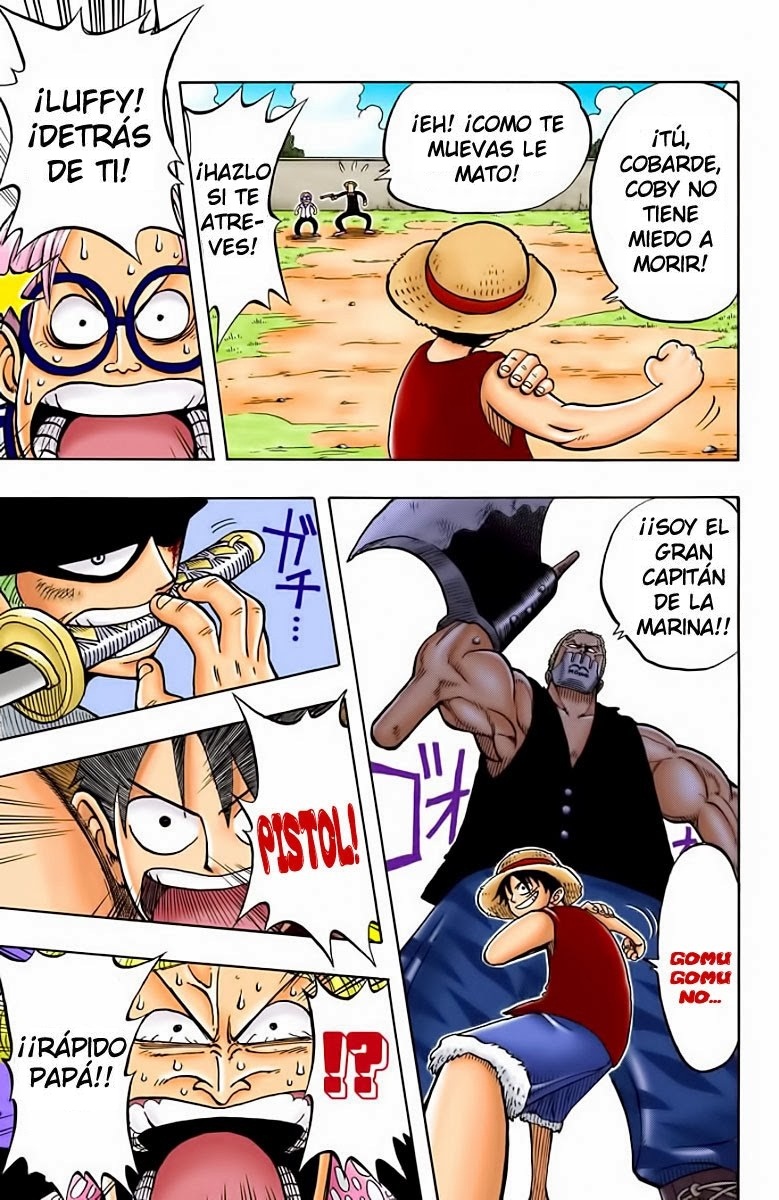 ¡TÚ,
COBARDE,
COBY NO
TIENE
MIEDO A
MORIR!
¡EH! ¡COMO TE
MUEVAS LE
MATO!
¡HAZLO
SI TE
ATRE-
VES!
¡LUFFY!
¡DETRÁS
DE TI!
¡¡SOY EL
GRAN
CAPITÁN
DE LA
MARINA!!
ゴオ
GOMU
GOMU
NO...
ガチ...
PISTOL!
¡¡RÁPIDO
PAPÁ!!
!?